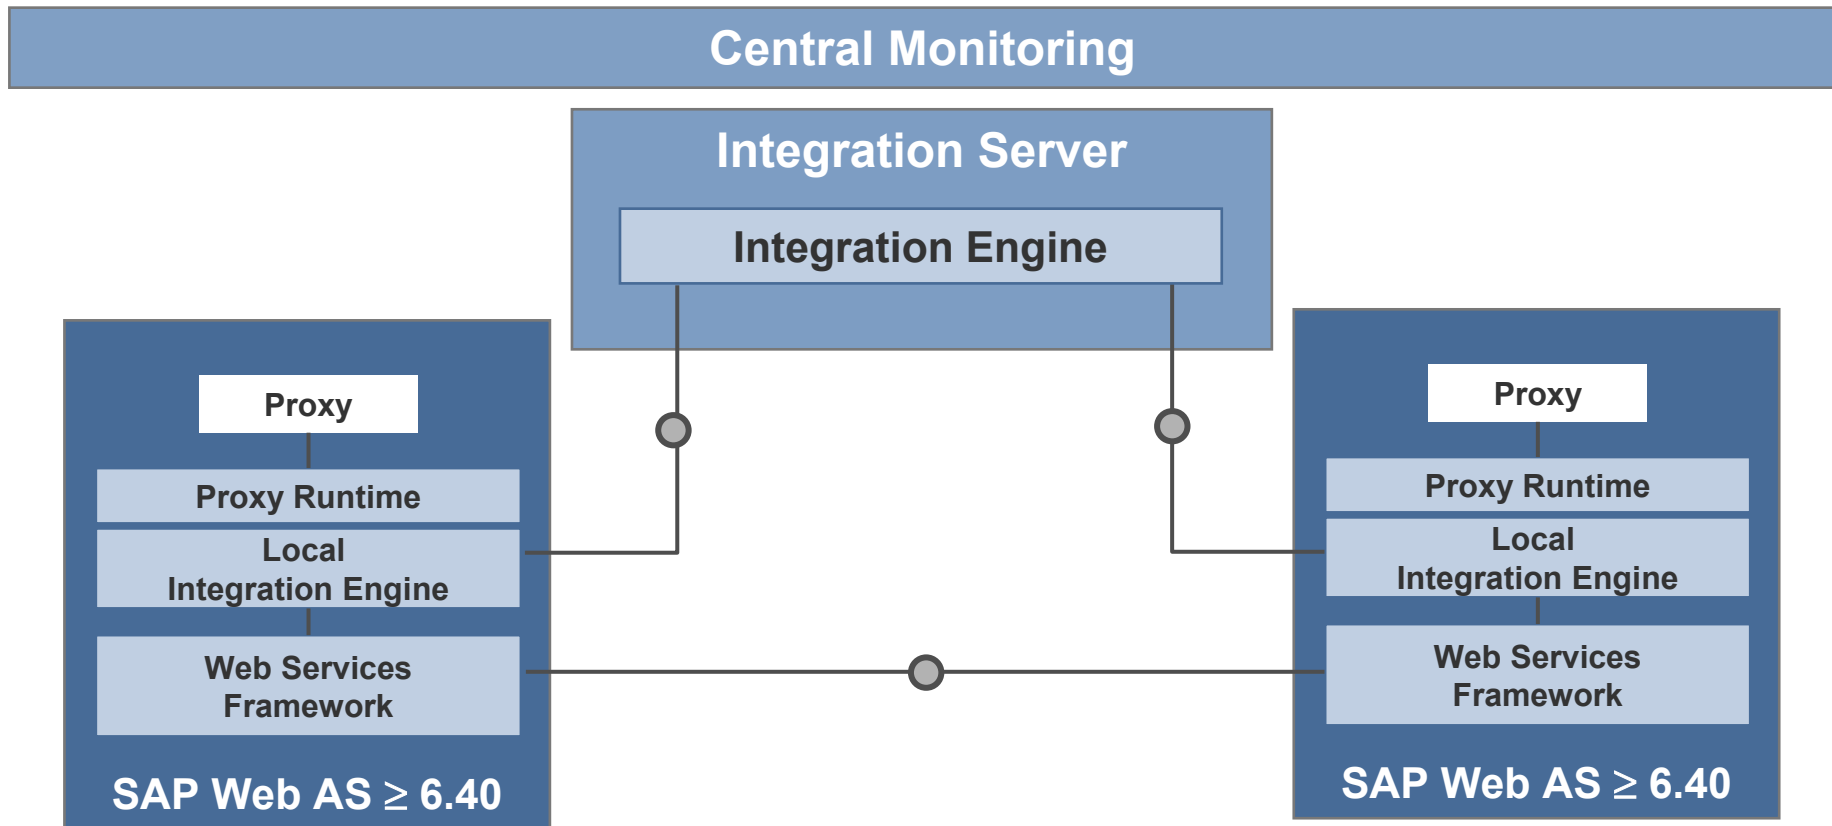 Central Monitoring
Integration Server
Integration Engine
Proxy
Proxy Runtime
Local
Integration Engine
Web Services
Framework
SAP Web AS ≥ 6.40
Proxy
Proxy Runtime
Local
Integration Engine
Web Services
Framework
SAP Web AS ≥ 6.40